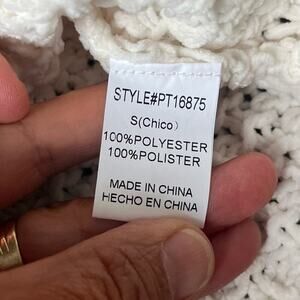 STYLE#PT16875
S(Chico)
100%POLYESTER
100%POLISTER
MADE IN CHINA
HECHO EN CHINA